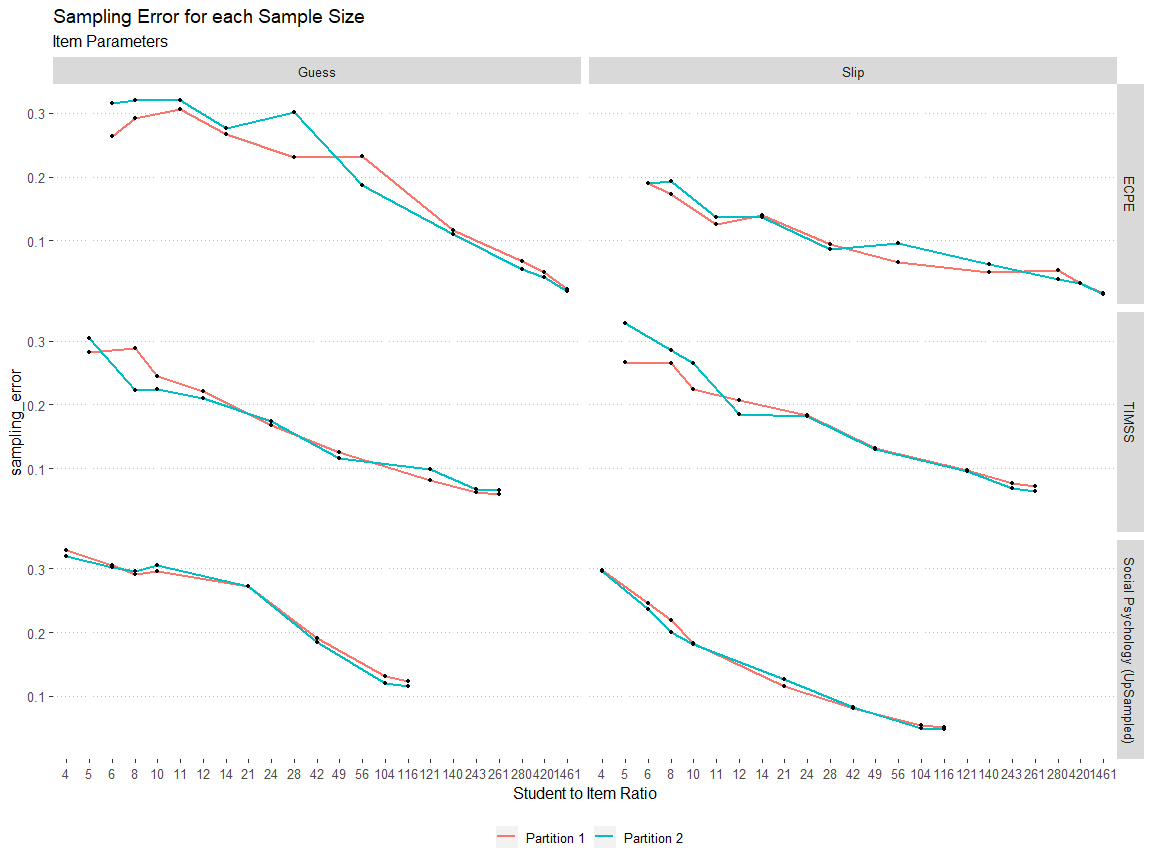 Sampling Error for each Sample Size
Item Parameters
Guess
Slip
0.3
0.2
0.1
ECPE
0.3
0.2
0.1
TIMSS
0.3
0.2
0.1
Social Psychology (UpSampled)
sampling_error
4 5 6 8 10 11 12 14 21 24 28 42 49 56 104 116 121 140 243 261 280 420 1461
4 5 6 8 10 11 12 14 21 24 28 42 49 56 104 116 121 140 243 261 280 420 1461
Student to Item Ratio
Partition 1 Partition 2